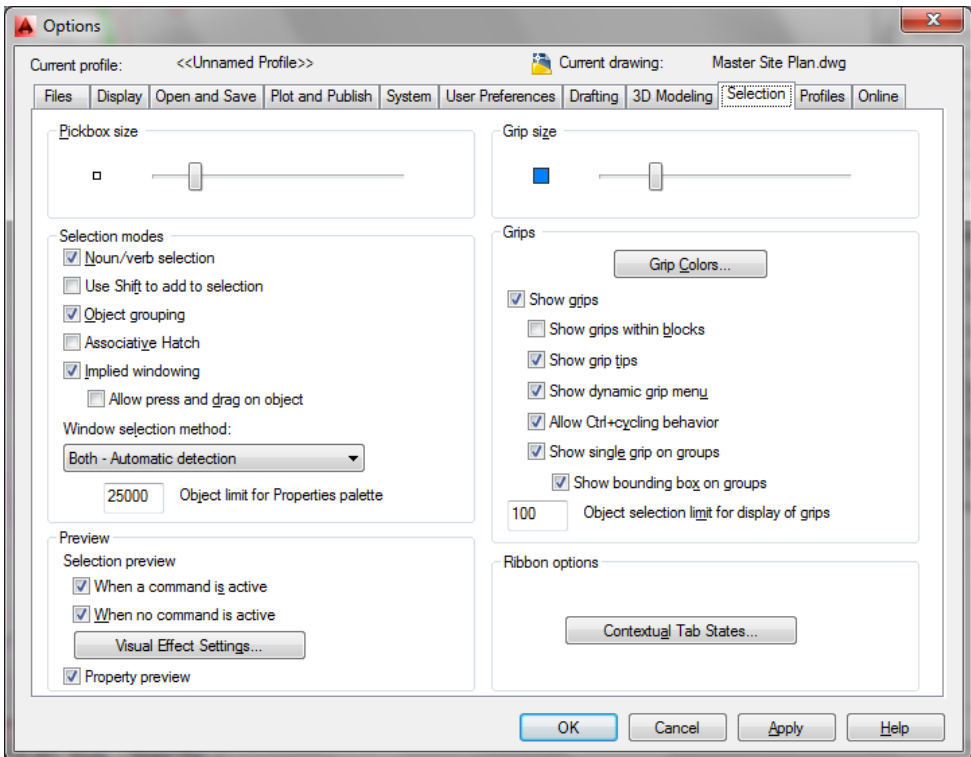 Options
Current profile: <<Unnamed Profile>> Current drawing: Master Site Plan.dwg
Files Display Open and Save Plot and Publish System User Preferences Drafting 3D Modeling Selection Profiles Online
Pickbox size
Selection modes
Noun/verb selection
Use Shift to add to selection
Object grouping
Associative Hatch
Implied windowing
Allow press and drag on object
Window selection method:
Both - Automatic detection
25000 Object limit for Properties palette
Preview
Selection preview
When a command is active
When no command is active
Visual Effect Settings...
Property preview
Grip size
Grips
Grip Colors...
Show grips
Show grips within blocks
Show grip tips
Show dynamic grip menu
Allow Ctrl+cycling behavior
Show single grip on groups
Show bounding box on groups
100 Object selection limit for display of grips
Ribbon options
Contextual Tab States...
OK Cancel Apply Help